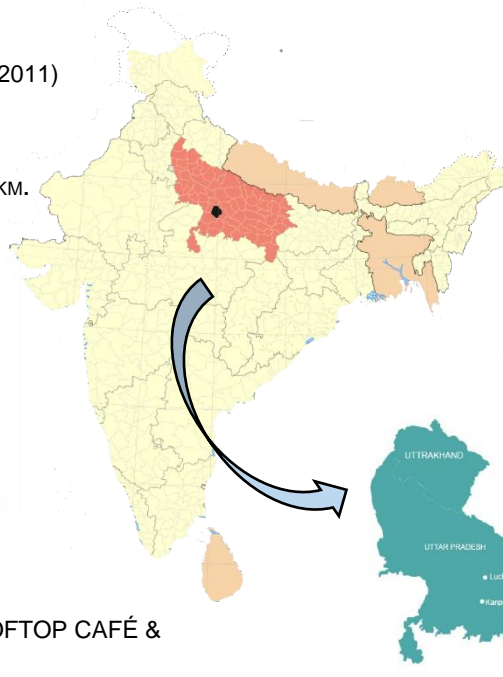 2011)
KM.
UTTRAKHAND
UTTAR PRADESH
Luc
Kanp
OFTOP CAFÉ &